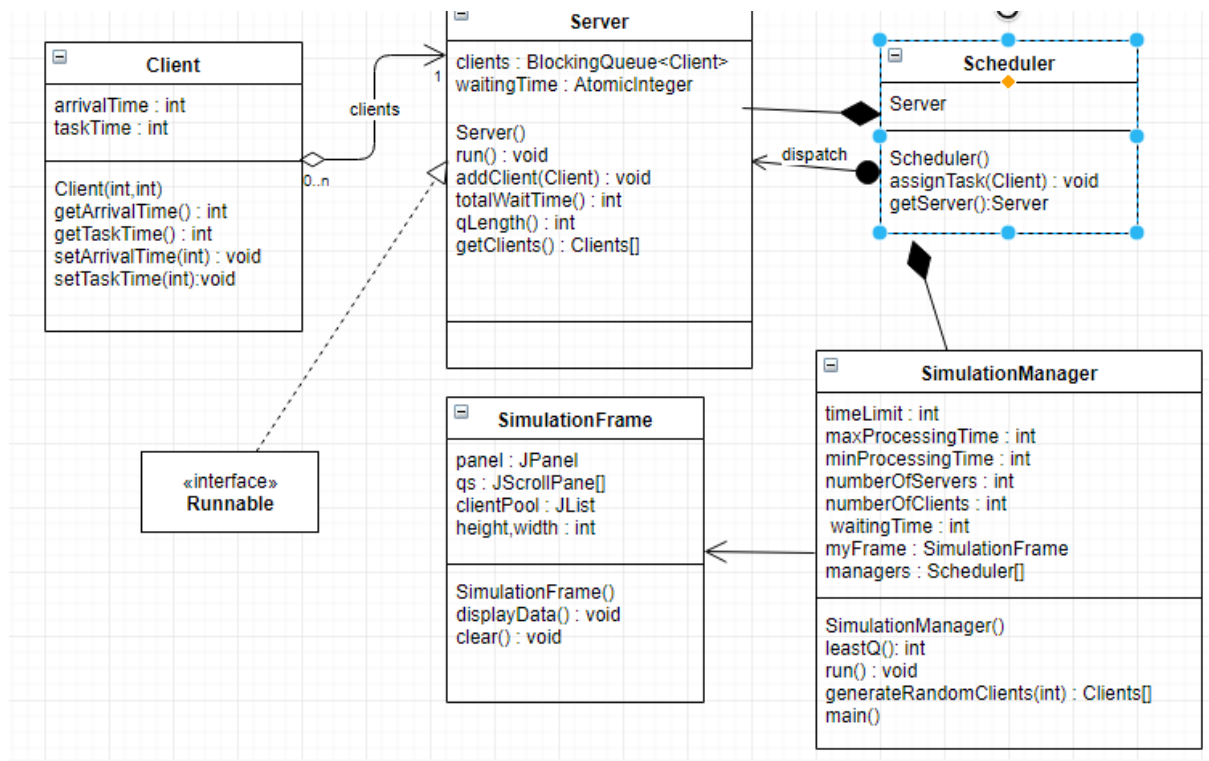 Client
arrivalTime : int
taskTime : int
Client(int,int)
getArrivalTime() : int
getTaskTime() : int
setArrivalTime(int) : void
setTaskTime(int):void
clients
1
0..n
Server
clients : BlockingQueue<Client>
waitingTime : AtomicInteger
Server()
run() : void
addClient(Client) : void
totalWaitTime() : int
qLength() : int
getClients() : Clients[]
dispatch
Scheduler
Server
Scheduler()
assignTask(Client) : void
getServer():Server
«interface»
Runnable
SimulationFrame
panel : JPanel
qs : JScrollPane[]
clientPool : JList
height,width : int
SimulationFrame()
displayData() : void
clear() : void
SimulationManager
timeLimit : int
maxProcessingTime : int
minProcessingTime : int
numberOfServers : int
numberOfClients : int
waitingTime : int
myFrame : SimulationFrame
managers : Scheduler[]
SimulationManager()
leastQ(): int
run() : void
generateRandomClients(int) : Clients[]
main()